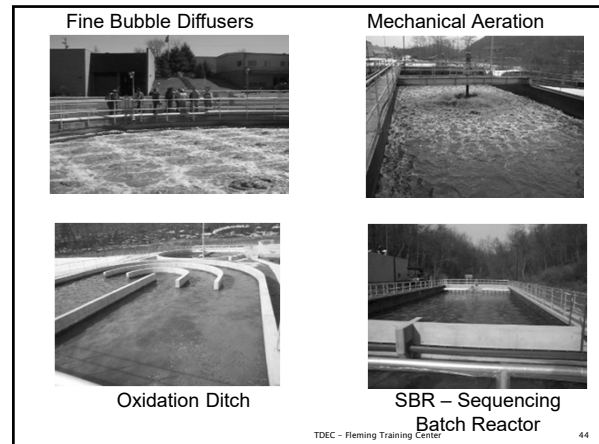 Fine Bubble Diffusers
Mechanical Aeration
Oxidation Ditch
SBR – Sequencing
Batch Reactor
TDEC - Fleming Training Center
44